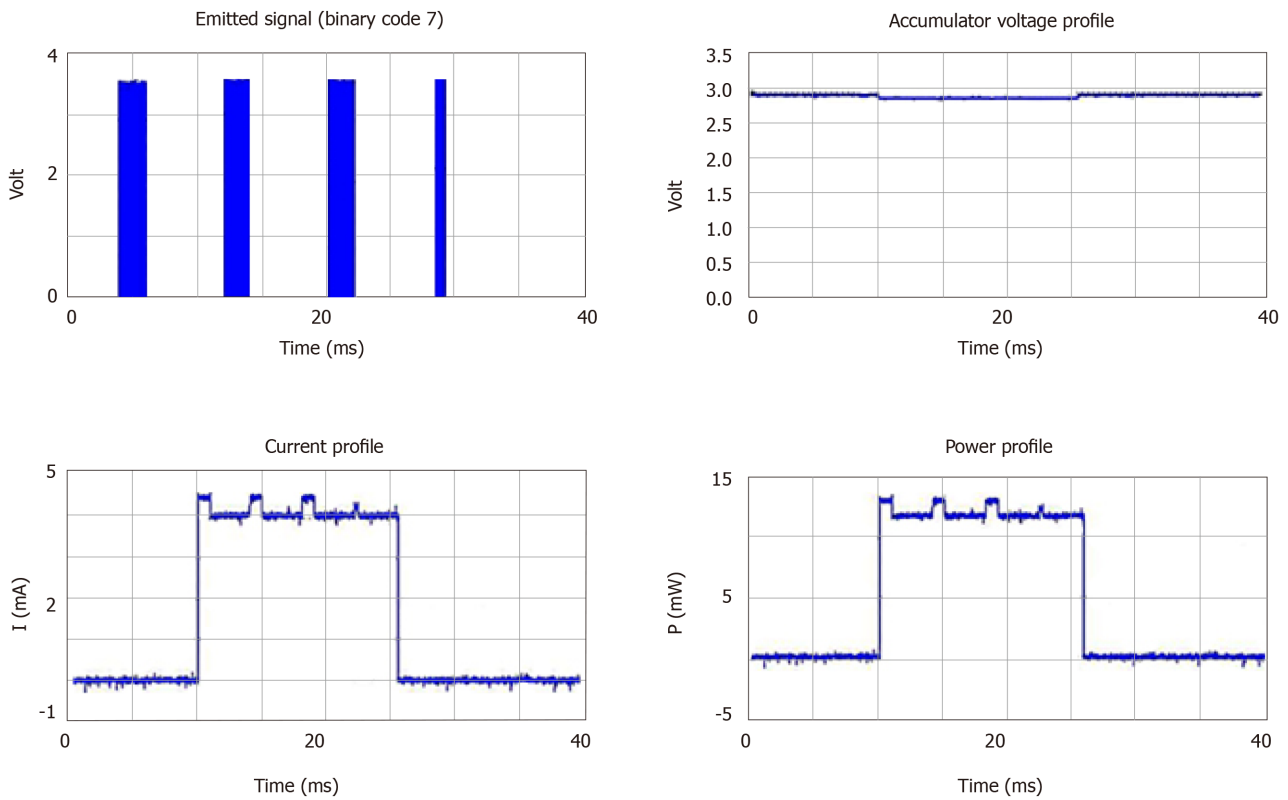 Emitted signal (binary code 7)
4
2
0
Volt
0
20
40
Time (ms)
Accumulator voltage profile
3.5
3.0
2.5
2.0
1.5
1.0
0.5
0.0
Volt
0
20
40
Time (ms)
Current profile
5
2
-1
I (mA)
0
20
40
Time (ms)
Power profile
15
5
-5
P (mW)
0
20
40
Time (ms)